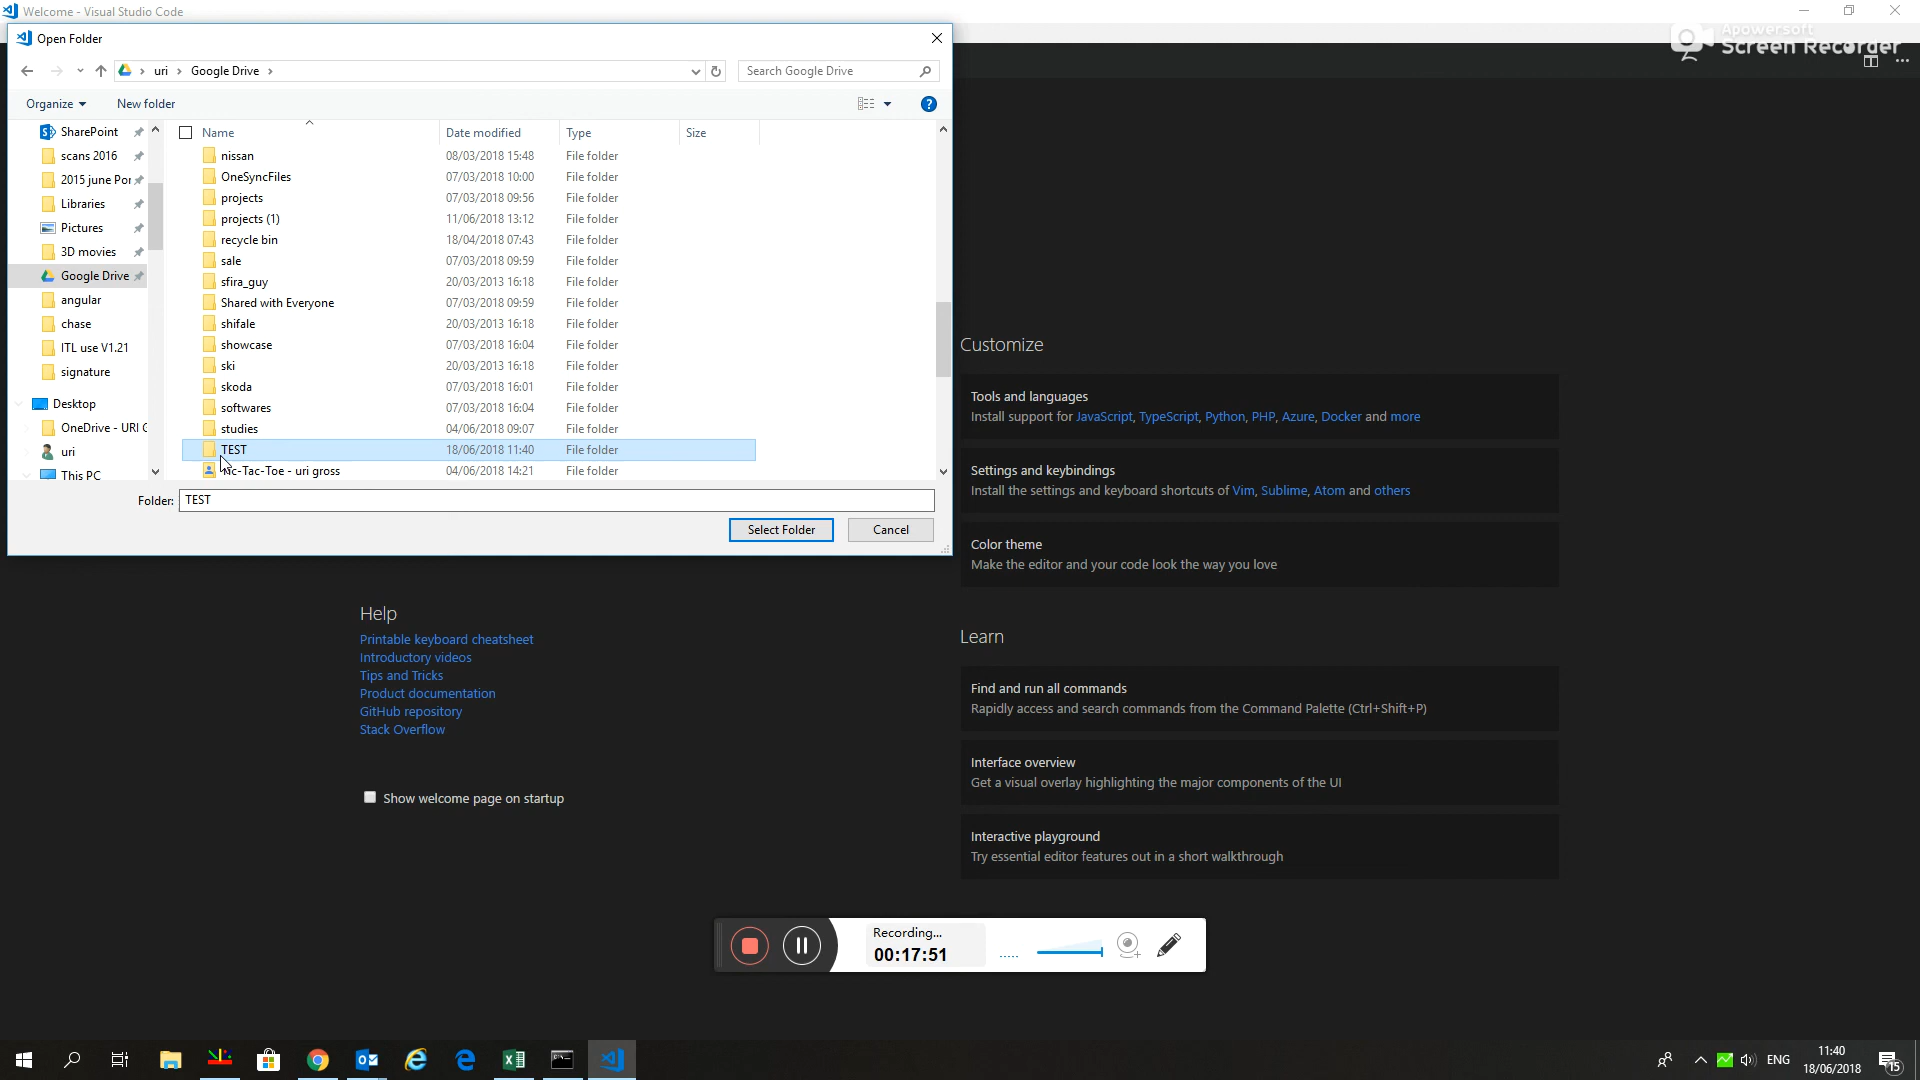 Welcome - Visual Studio Code
Apowersoft
Screen Recorder
Open Folder
uri
Google Drive
Search Google Drive
Organize
New folder
Name
Date modified
Type
Size
SharePoint
scans 2016
2015 june Por
Libraries
Pictures
3D movies
Google Drive
angular
chase
ITL use V1.21
signature
Desktop
OneDrive - URI G
uri
This PC
nissan 08/03/2018 15:48 File folder
OneSyncFiles 07/03/2018 10:00 File folder
projects 07/03/2018 09:56 File folder
projects (1) 11/06/2018 13:12 File folder
recycle bin 18/04/2018 07:43 File folder
sale 07/03/2018 09:59 File folder
sfira_guy 20/03/2013 16:18 File folder
Shared with Everyone 07/03/2018 09:59 File folder
shifale 20/03/2013 16:18 File folder
showcase 07/03/2018 16:04 File folder
ski 20/03/2013 16:18 File folder
skoda 07/03/2018 16:01 File folder
softwares 07/03/2018 16:04 File folder
studies 04/06/2018 09:07 File folder
TEST 18/06/2018 11:40 File folder
- uri gross 04/06/2018 14:21 File folder
Folder: TEST
Select Folder
Cancel
Customize
Tools and languages
Install support for JavaScript, TypeScript, Python, PHP, Azure, Docker and more
Settings and keybindings
Install the settings and keyboard shortcuts of Vim, Sublime, Atom and others
Color theme
Make the editor and your code look the way you love
Help
Printable keyboard cheatsheet
Introductory videos
Tips and Tricks
Product documentation
GitHub repository
Stack Overflow
Show welcome page on startup
Learn
Find and run all commands
Rapidly access and search commands from the Command Palette (Ctrl+Shift+P)
Interface overview
Get a visual overlay highlighting the major components of the UI
Interactive playground
Try essential editor features out in a short walkthrough
Recording...
00:17:51
ENG
11:40
18/06/2018
15